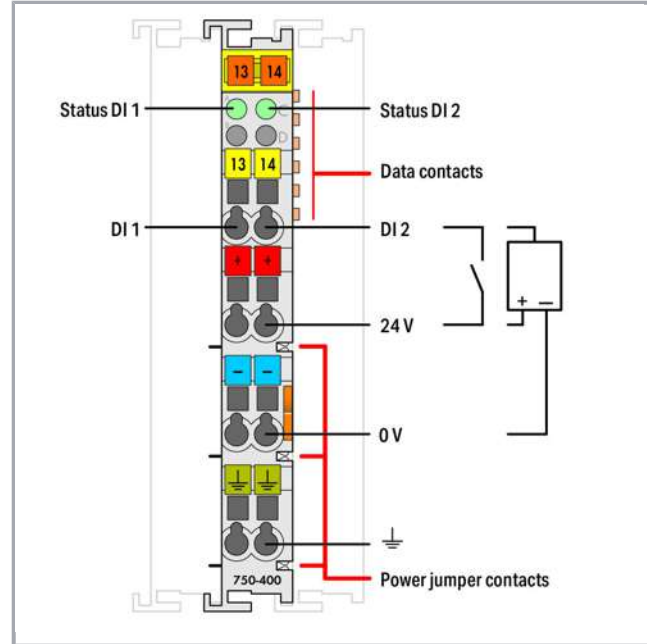 13 14
Status DI 1
A C
Status DI 2
B D
13 14
Data contacts
DI 1
DI 2
+ +
+ −
24 V
− −
0 V
750-400
Power jumper contacts